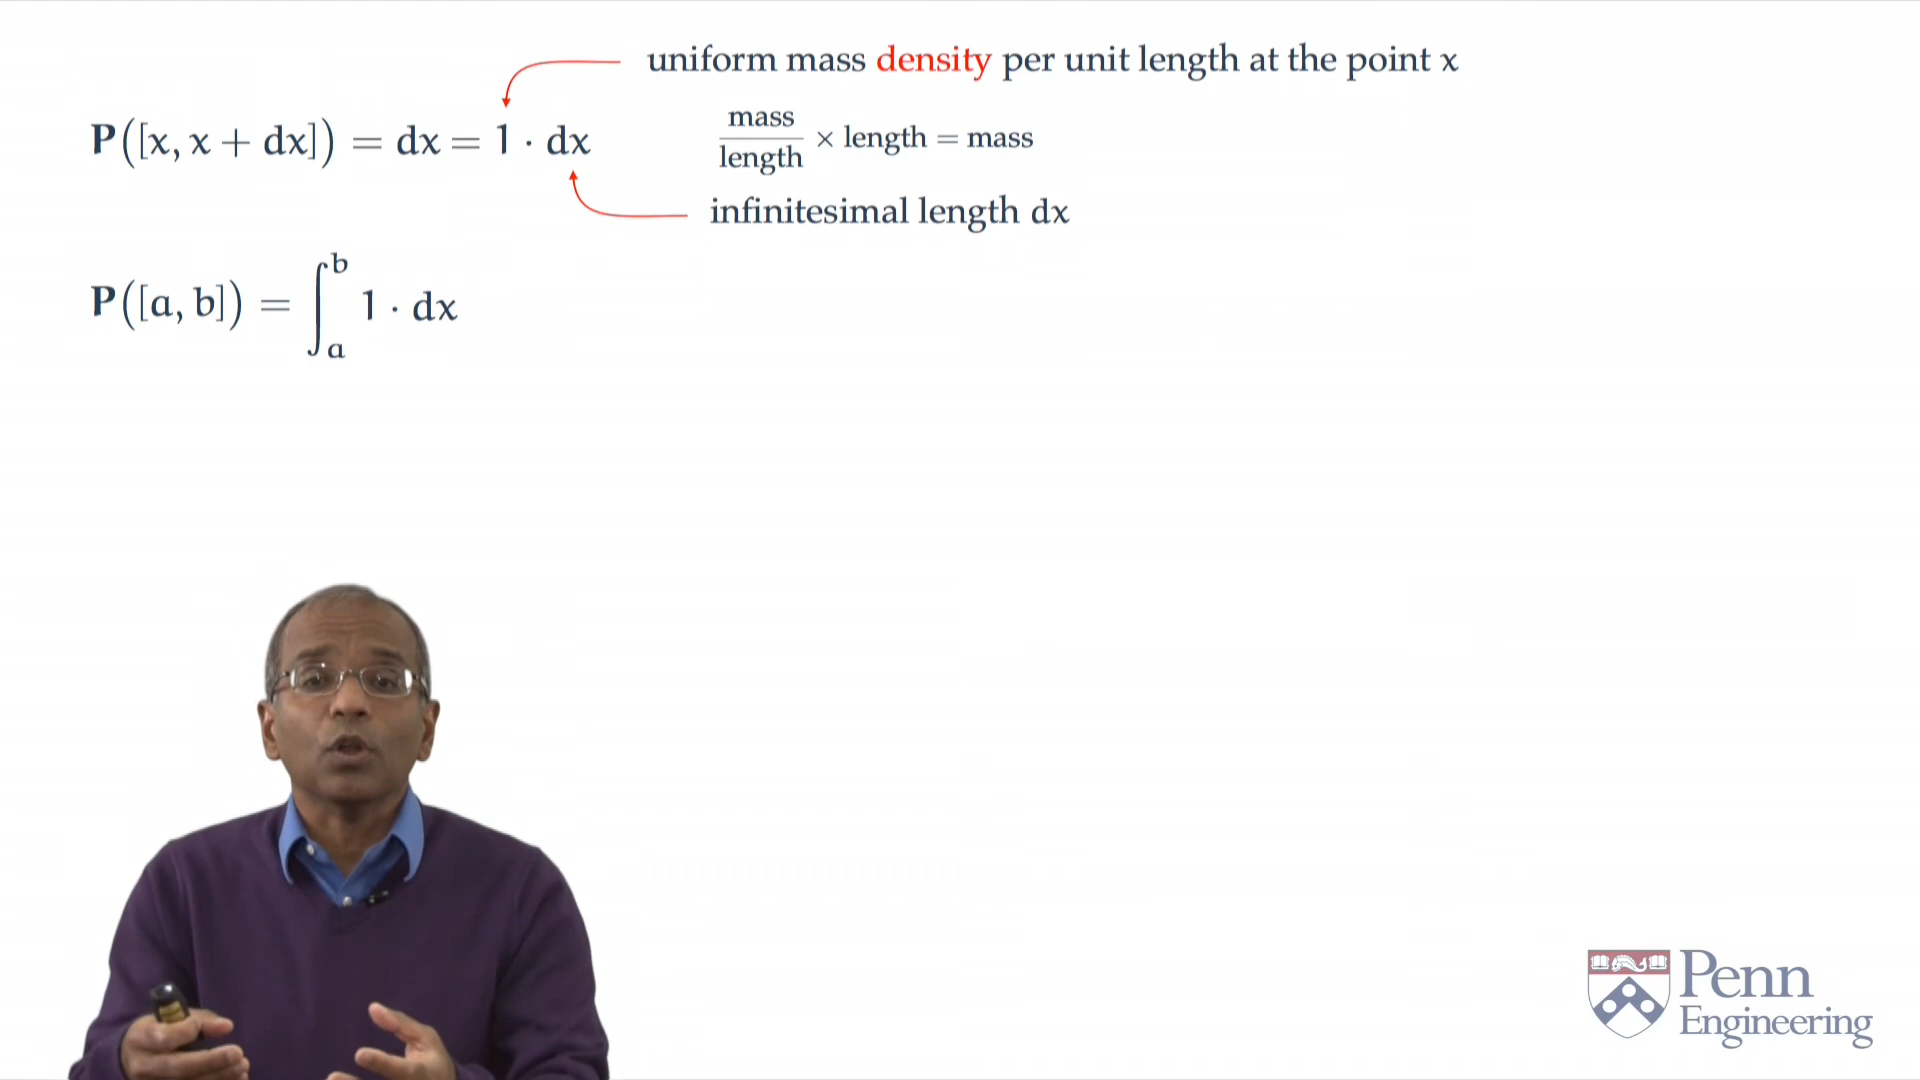 uniform mass density per unit length at the point x
P([x, x + dx]) = dx = 1 · dx
mass
length × length = mass
infinitesimal length dx
P([a, b]) = ∫ₐᵇ 1 · dx
Penn
Engineering